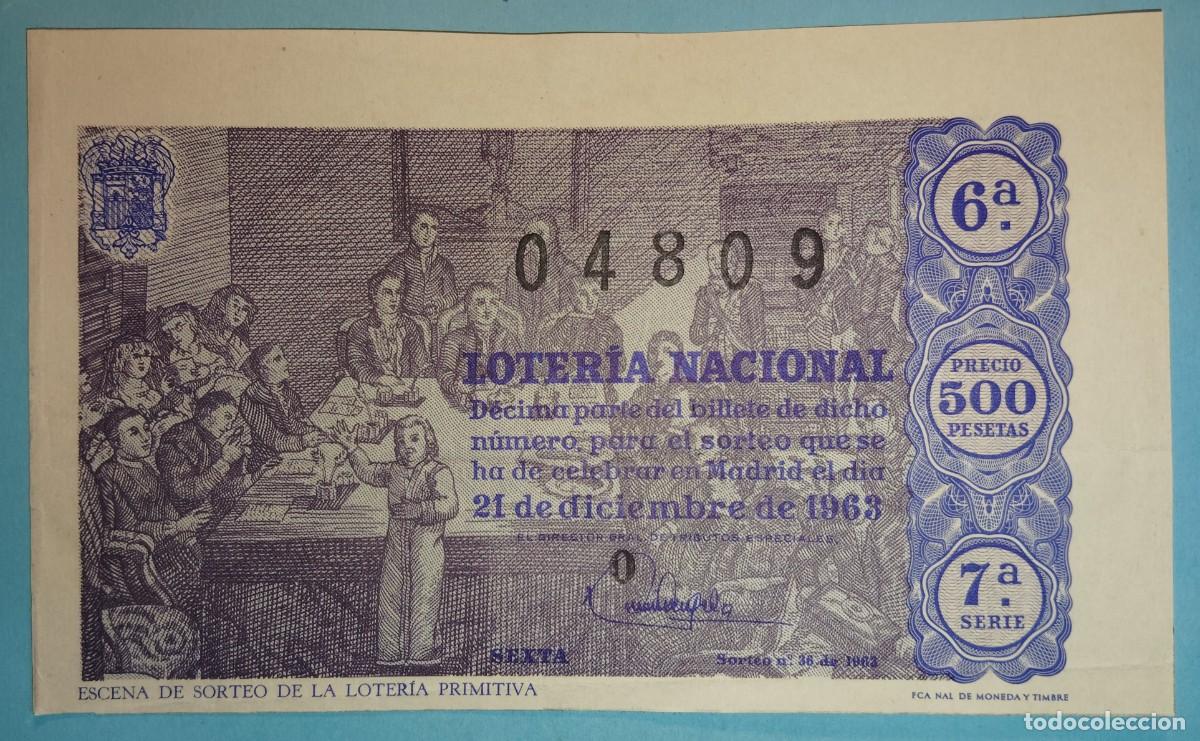 04809
6ª
LOTERÍA NACIONAL
Décima parte del billete de dicho
número, para el sorteo que se
ha de celebrar en Madrid el día
21 de diciembre de 1963
EL DIRECTOR GRAL DE TRIBUTOS ESPECIALES,
0
PRECIO
500
PESETAS
7ª
SERIE
SEXTA
Sorteo nº 36 de 1963
ESCENA DE SORTEO DE LA LOTERÍA PRIMITIVA
FCA NAL DE MONEDA Y TIMBRE
todocoleccion